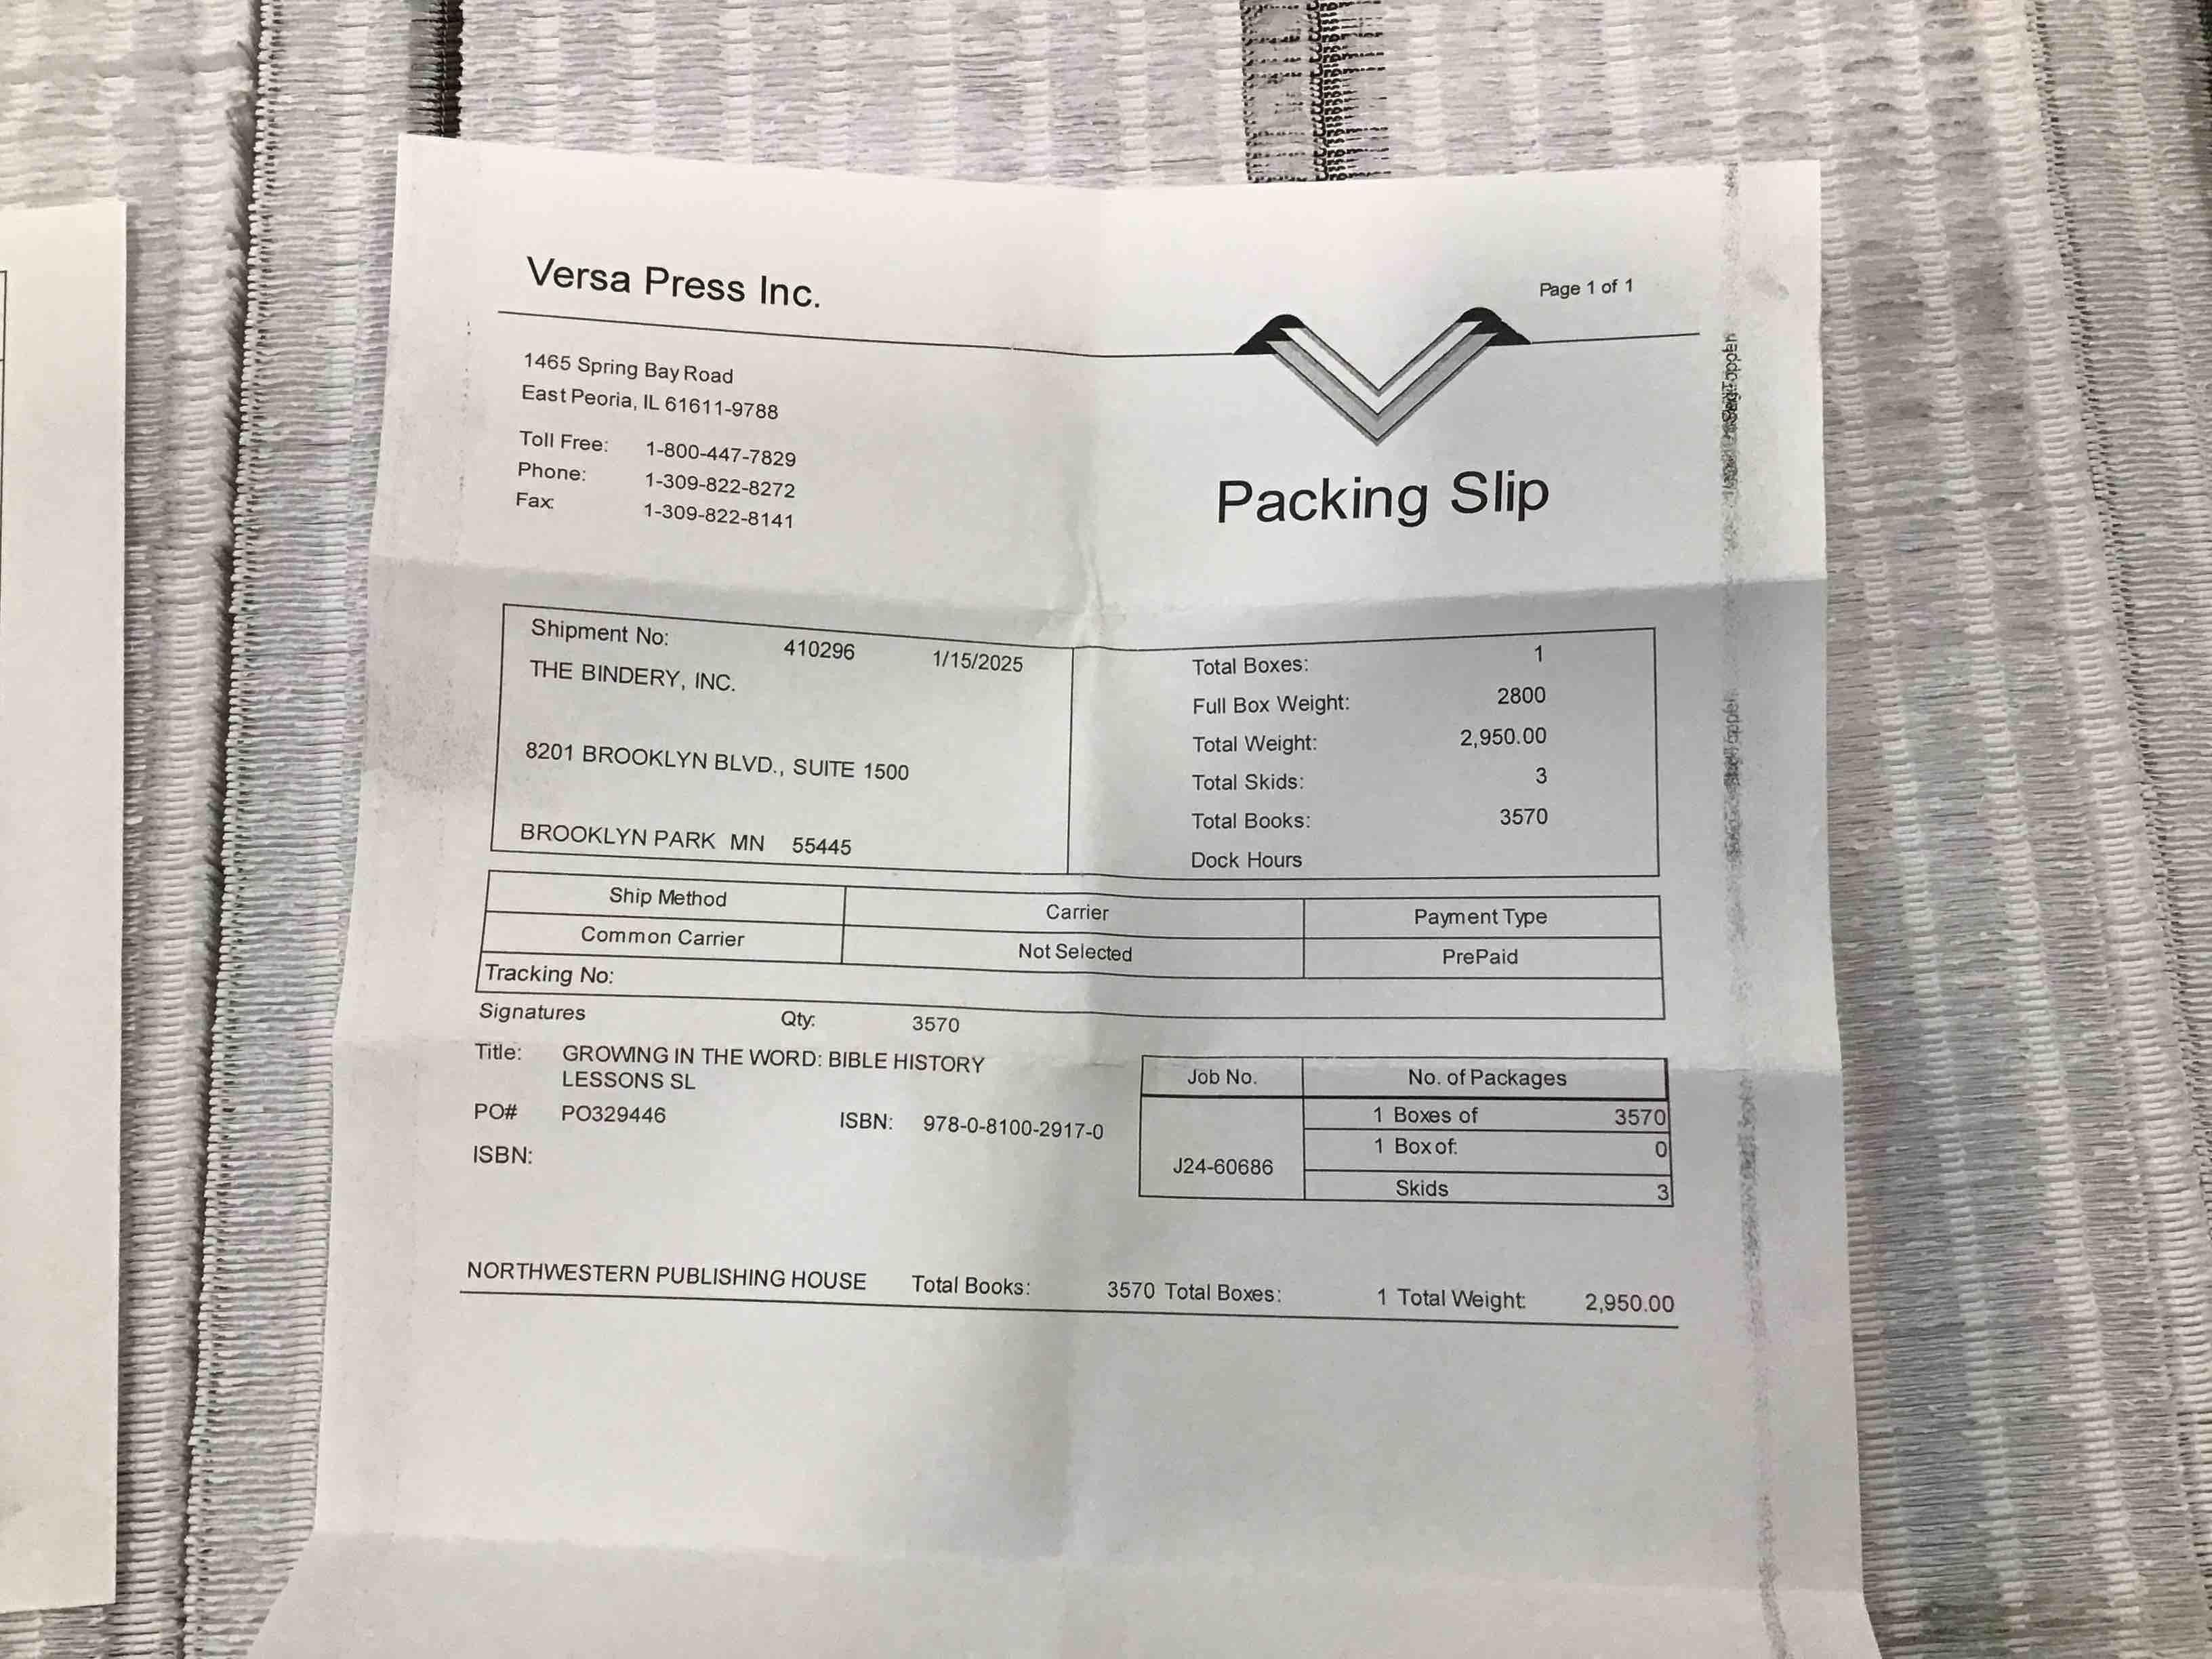 Versa Press Inc.
Page 1 of 1
1465 Spring Bay Road
East Peoria, IL 61611-9788
Toll Free: 1-800-447-7829
Phone: 1-309-822-8272
Fax: 1-309-822-8141
Packing Slip
Shipment No: 410296 1/15/2025
THE BINDERY, INC.
8201 BROOKLYN BLVD., SUITE 1500
BROOKLYN PARK MN 55445
Total Boxes: 1
Full Box Weight: 2800
Total Weight: 2,950.00
Total Skids: 3
Total Books: 3570
Dock Hours
Ship Method Carrier Payment Type
Common Carrier Not Selected PrePaid
Tracking No:
Signatures Qty: 3570
Title: GROWING IN THE WORD: BIBLE HISTORY
LESSONS SL
PO# PO329446 ISBN: 978-0-8100-2917-0
ISBN:
Job No. No. of Packages
1 Boxes of 3570
1 Box of: 0
J24-60686
Skids 3
NORTHWESTERN PUBLISHING HOUSE Total Books: 3570 Total Boxes: 1 Total Weight: 2,950.00